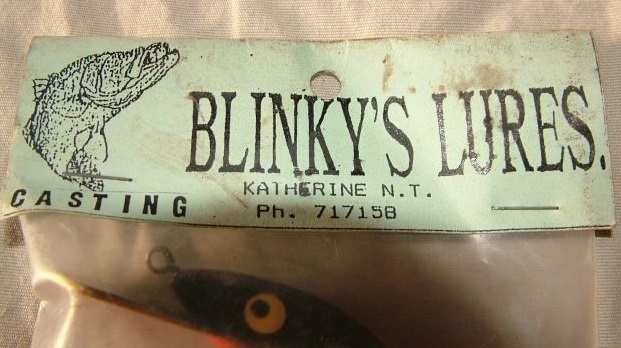 BLINKY'S LURES.
KATHERINE N.T.
Ph. 717158
CASTING